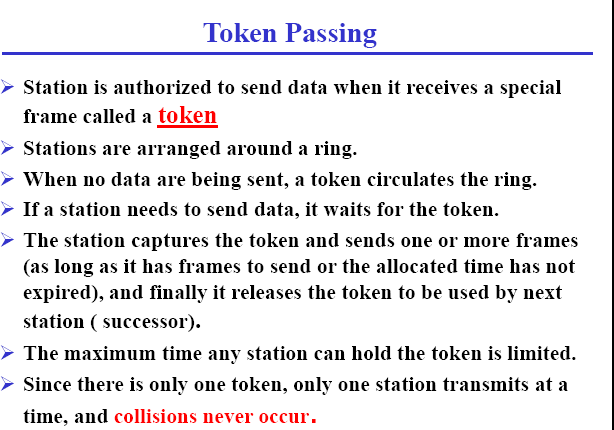 Token Passing
➢ Station is authorized to send data when it receives a special
frame called a token
➢ Stations are arranged around a ring.
➢ When no data are being sent, a token circulates the ring.
➢ If a station needs to send data, it waits for the token.
➢ The station captures the token and sends one or more frames
(as long as it has frames to send or the allocated time has not
expired), and finally it releases the token to be used by next
station ( successor).
➢ The maximum time any station can hold the token is limited.
➢ Since there is only one token, only one station transmits at a
time, and collisions never occur.